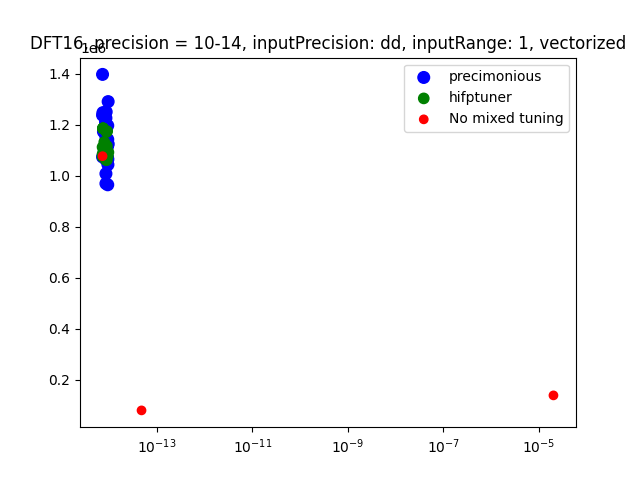 DFT16, precision = 10-14, inputPrecision: dd, inputRange: 1, vectorized
1e6
1.4
1.2
1.0
0.8
0.6
0.4
0.2
precimonious
hifptuner
No mixed tuning
10⁻¹³ 10⁻¹¹ 10⁻⁹ 10⁻⁷ 10⁻⁵